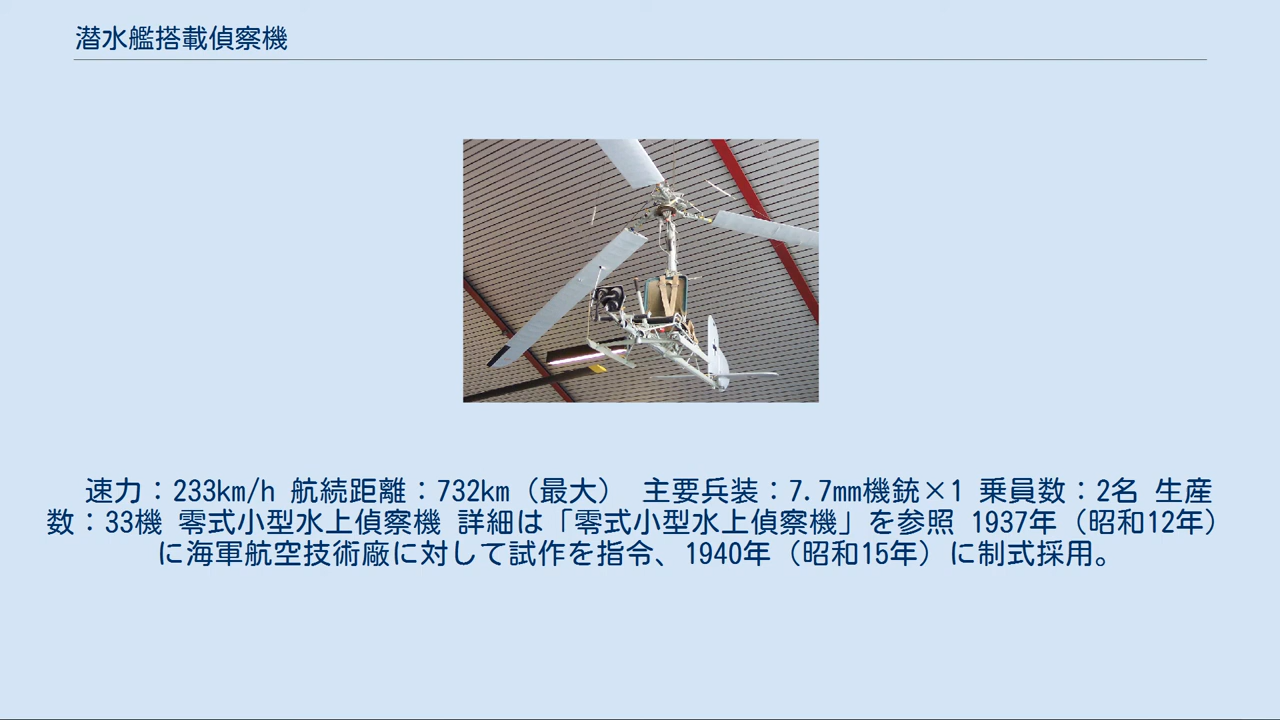 潜水艦搭載偵察機
速力：233km/h 航続距離：732km（最大） 主要兵装：7.7mm機銃×1 乗員数：2名 生産
数：33機 零式小型水上偵察機 詳細は「零式小型水上偵察機」を参照 1937年（昭和12年）
に海軍航空技術廠に対して試作を指令、1940年（昭和15年）に制式採用。